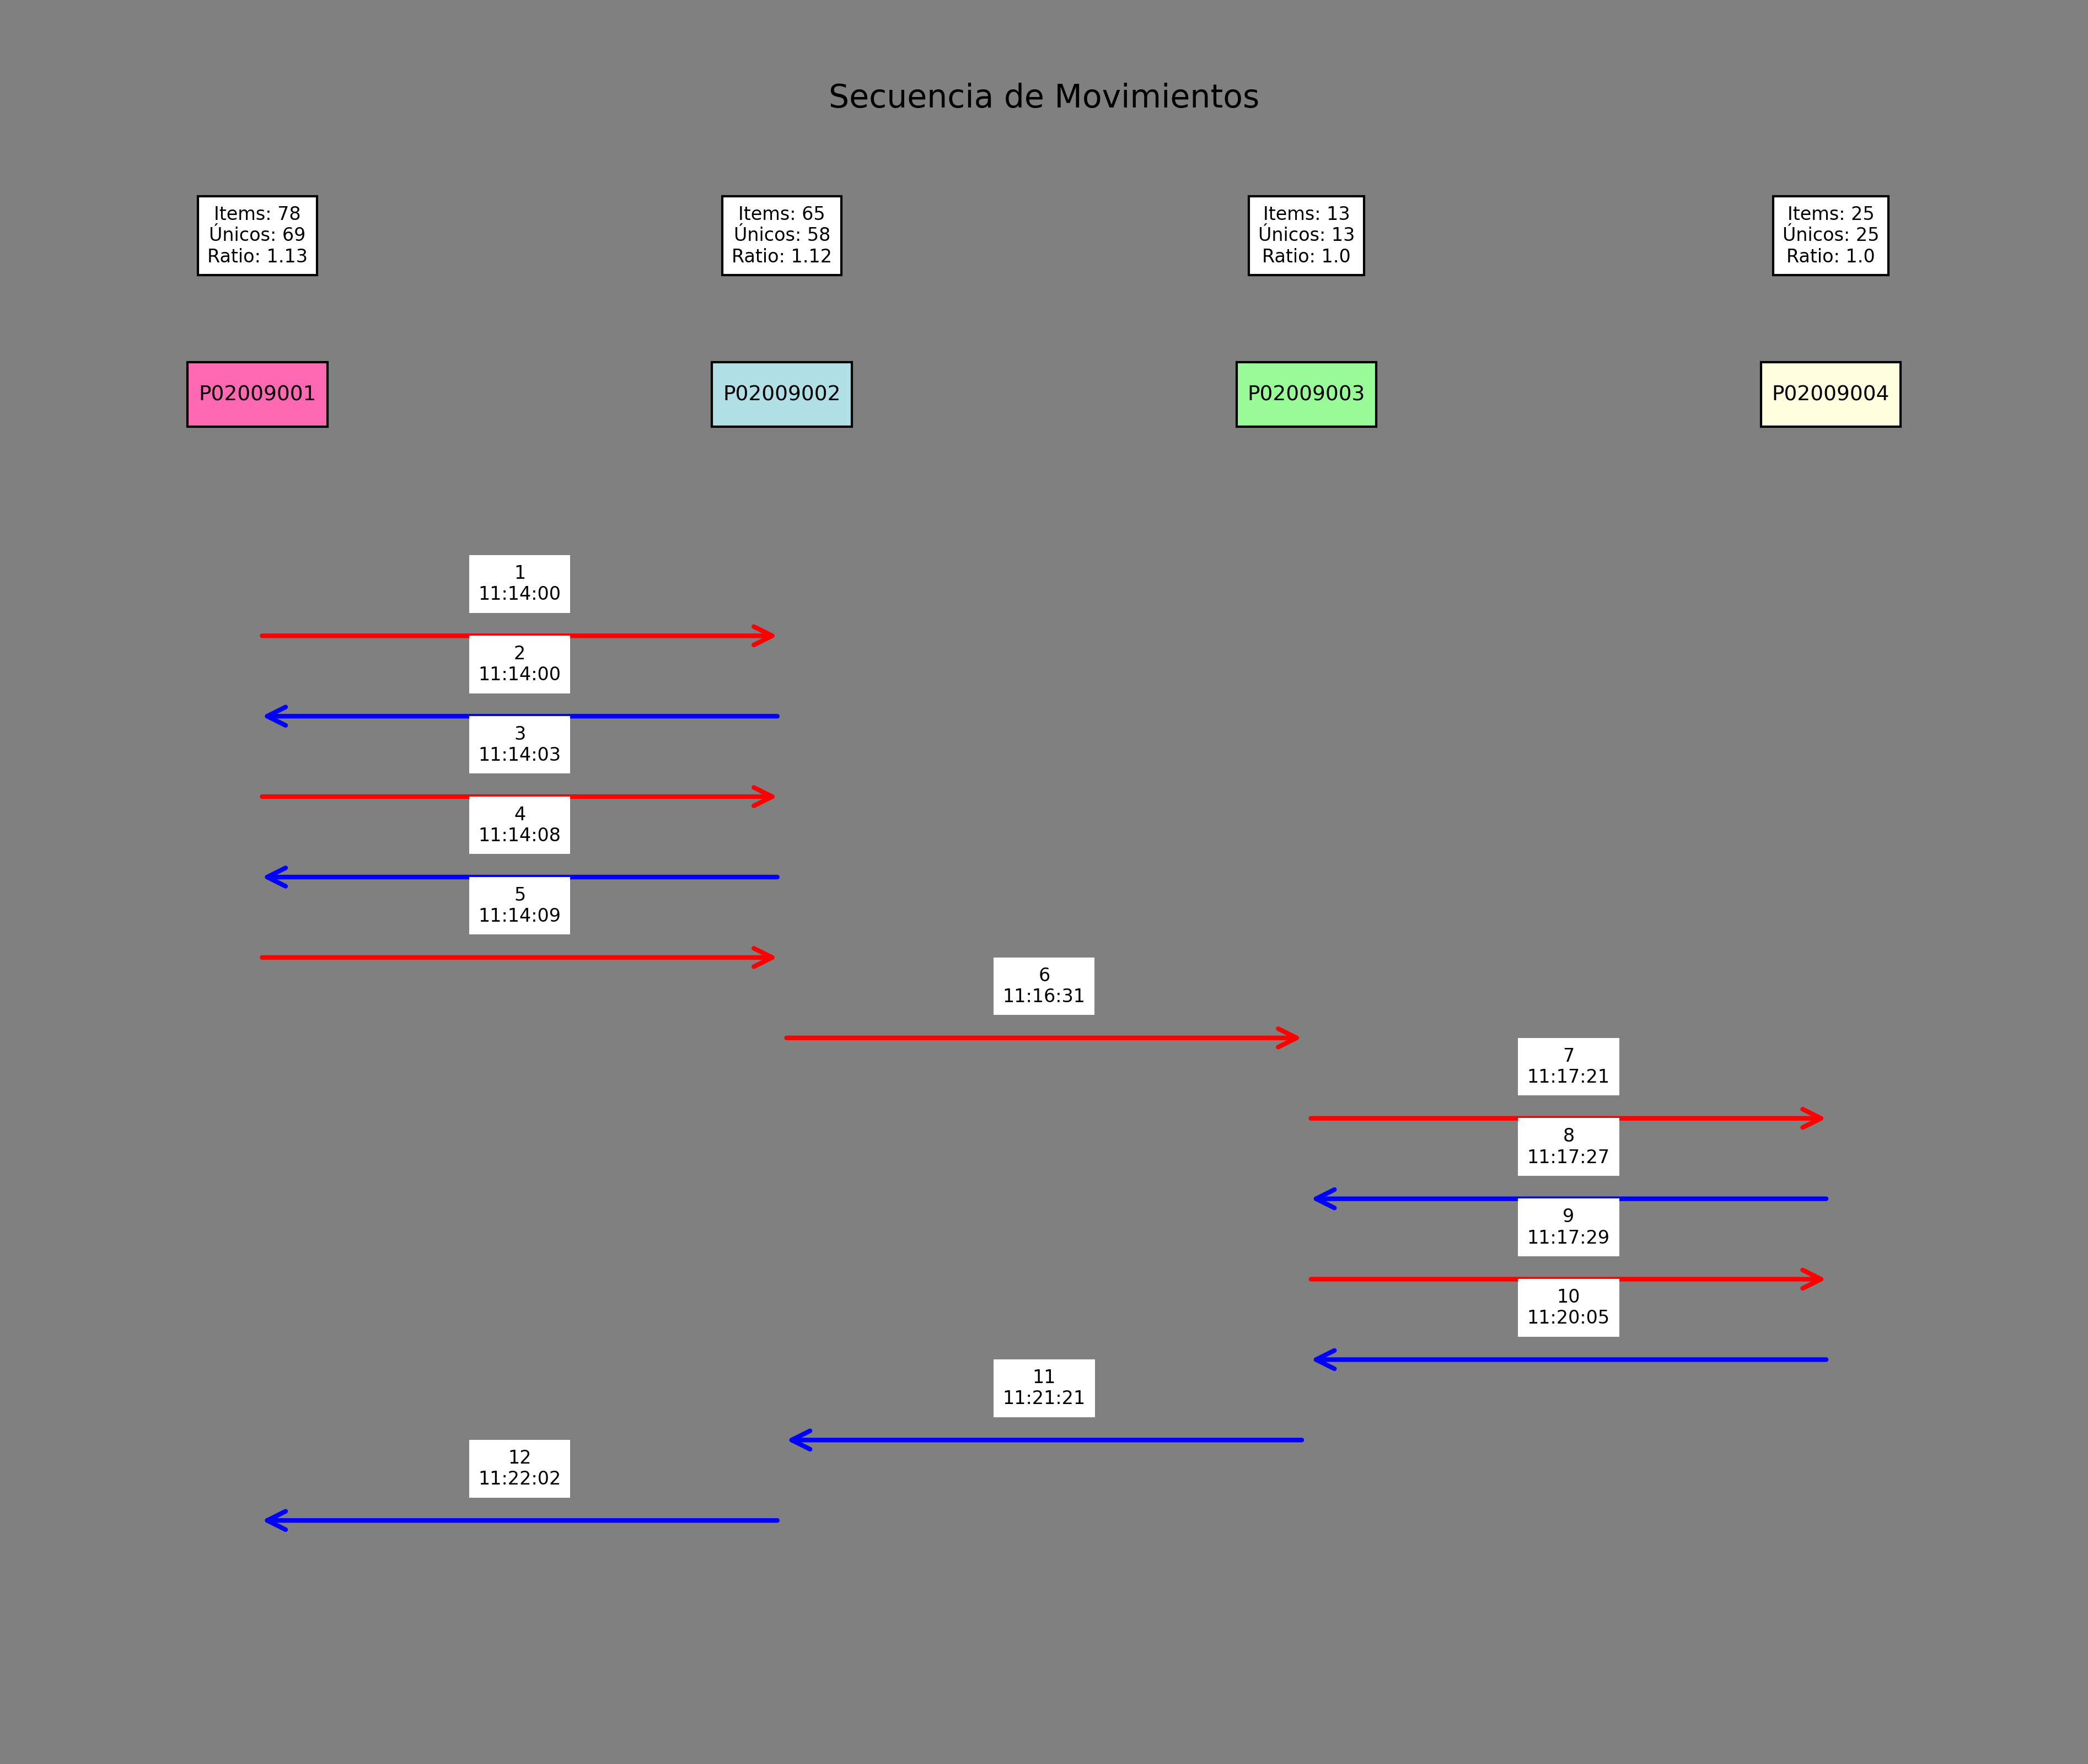 Secuencia de Movimientos
Items: 78
Únicos: 69
Ratio: 1.13
Items: 65
Únicos: 58
Ratio: 1.12
Items: 13
Únicos: 13
Ratio: 1.0
Items: 25
Únicos: 25
Ratio: 1.0
P02009001
P02009002
P02009003
P02009004
1
11:14:00
2
11:14:00
3
11:14:03
4
11:14:08
5
11:14:09
6
11:16:31
7
11:17:21
8
11:17:27
9
11:17:29
10
11:20:05
11
11:21:21
12
11:22:02